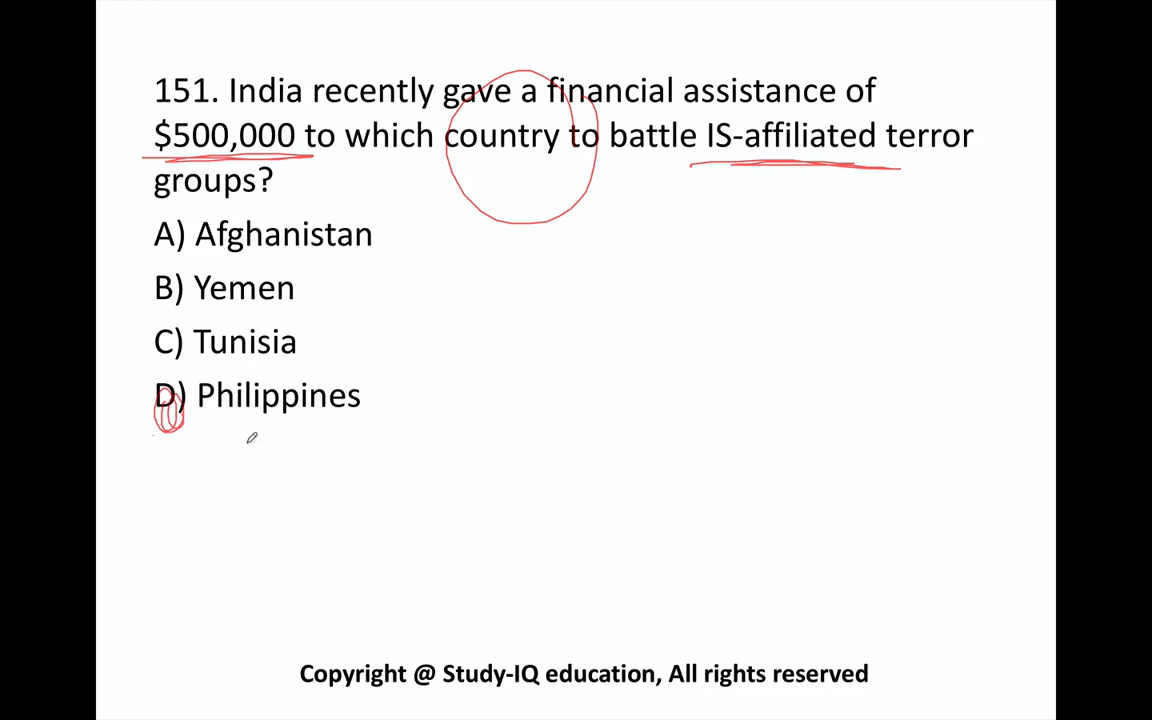 151. India recently gave a financial assistance of
$500,000 to which country to battle IS-affiliated terror
groups?
A) Afghanistan
B) Yemen
C) Tunisia
D) Philippines
Copyright @ Study-IQ education, All rights reserved